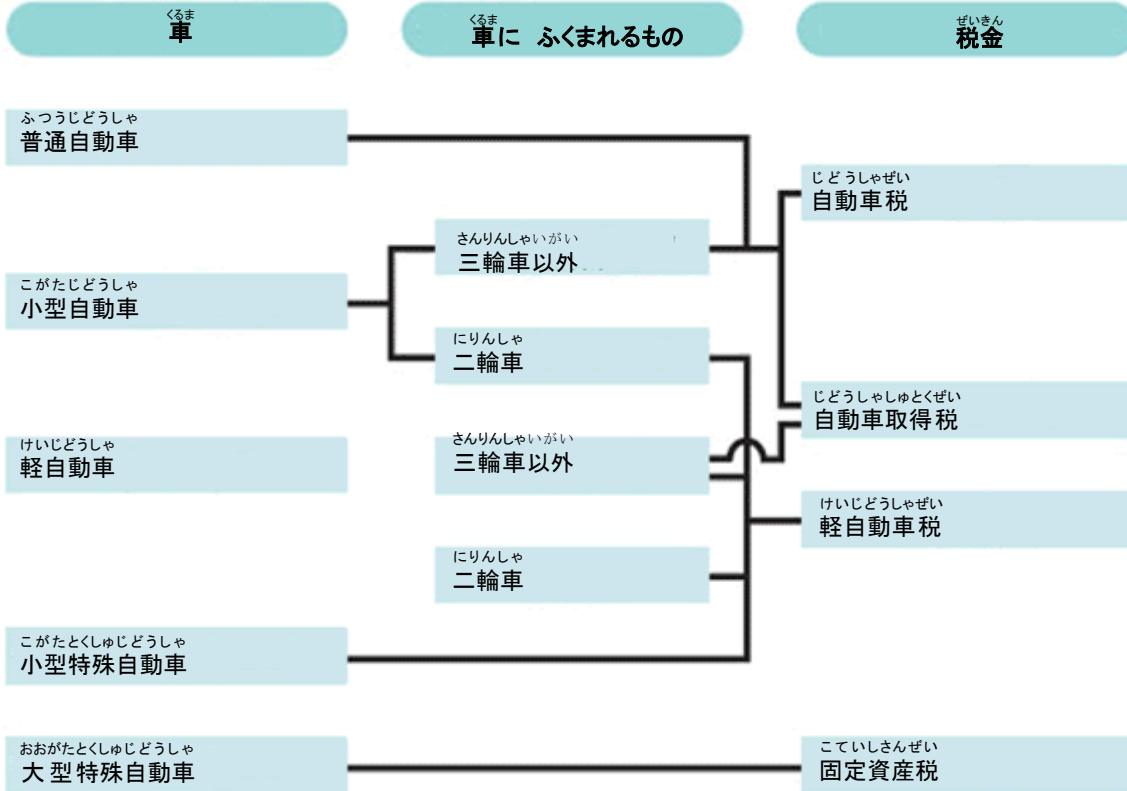 くるま
車
くるま
車に ふくまれるもの
ぜいきん
税金
ふつうじどうしゃ
普通自動車
じどうしゃぜい
自動車税
さんりんしゃいがい
三輪車以外
こがたじどうしゃ
小型自動車
にりんしゃ
二輪車
じどうしゃしゅとくぜい
自動車取得税
けいじどうしゃ
軽自動車
さんりんしゃいがい
三輪車以外
けいじどうしゃぜい
軽自動車税
にりんしゃ
二輪車
こがたとくしゅじどうしゃ
小型特殊自動車
おおがたとくしゅじどうしゃ
大型特殊自動車
こていしさんぜい
固定資産税